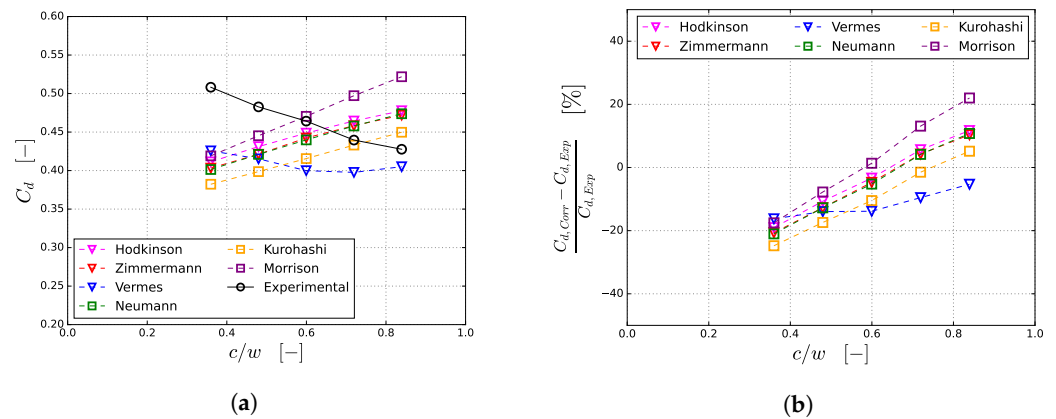 0.60
0.55
0.50
0.45
0.40
0.35
0.30
0.25
0.20
C_d [−]
Hodkinson
Zimmermann
Vermes
Neumann
Kurohashi
Morrison
Experimental
0.0 0.2 0.4 0.6 0.8 1.0
c/w [−]
(a)
40
20
0
−20
−40
C_{d,Corr} − C_{d,Exp} [%]
C_{d,Exp}
Hodkinson Vermes Kurohashi
Zimmermann Neumann Morrison
0.0 0.2 0.4 0.6 0.8 1.0
c/w [−]
(b)